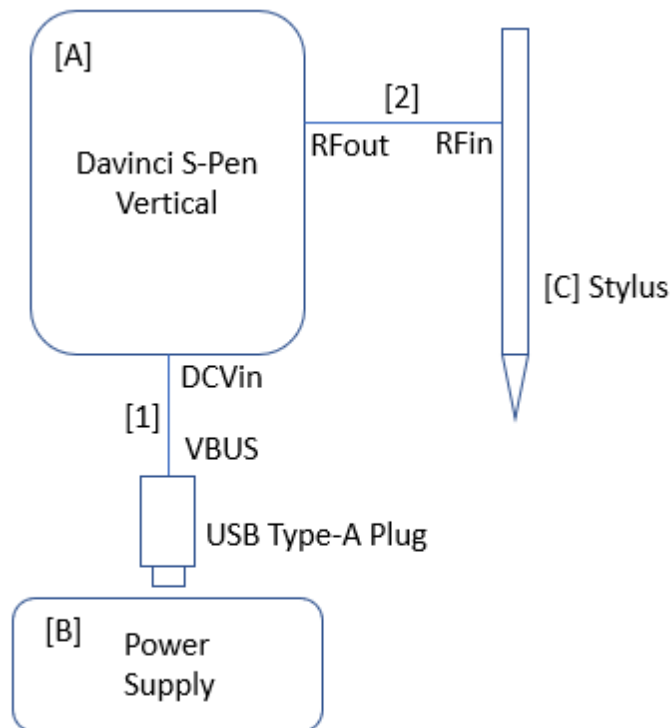 [A]
Davinci S-Pen
Vertical
[2]
RFout
RFin
[C] Stylus
DCVin
[1]
VBUS
USB Type-A Plug
[B]
Power
Supply